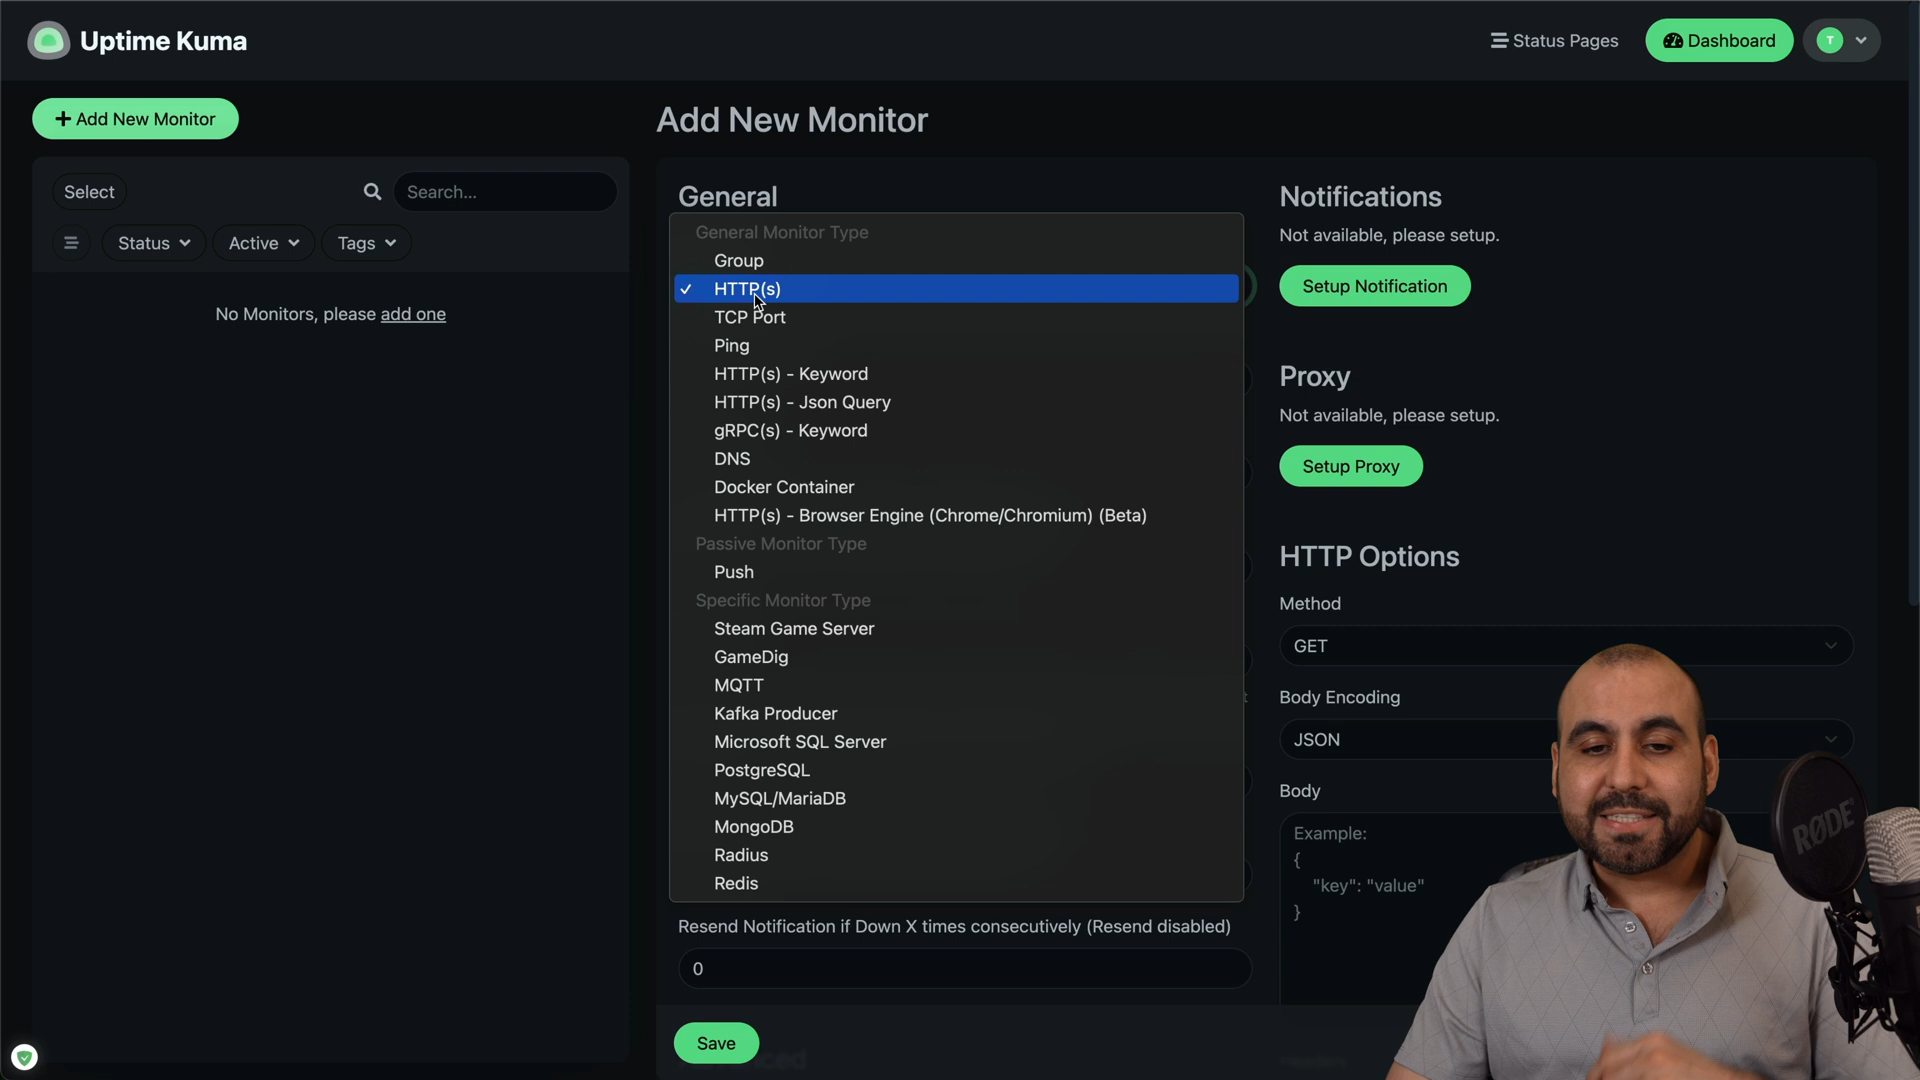 Uptime Kuma
Status Pages
Dashboard
T
Add New Monitor
Add New Monitor
Select
Search...
Status
Active
Tags
No Monitors, please add one
General
General Monitor Type
Group
HTTP(s)
TCP Port
Ping
HTTP(s) - Keyword
HTTP(s) - Json Query
gRPC(s) - Keyword
DNS
Docker Container
HTTP(s) - Browser Engine (Chrome/Chromium) (Beta)
Passive Monitor Type
Push
Specific Monitor Type
Steam Game Server
GameDig
MQTT
Kafka Producer
Microsoft SQL Server
PostgreSQL
MySQL/MariaDB
MongoDB
Radius
Redis
Resend Notification if Down X times consecutively (Resend disabled)
0
Save
Notifications
Not available, please setup.
Setup Notification
Proxy
Not available, please setup.
Setup Proxy
HTTP Options
Method
GET
Body Encoding
JSON
Body
Example:
{
"key": "value"
}
RØDE